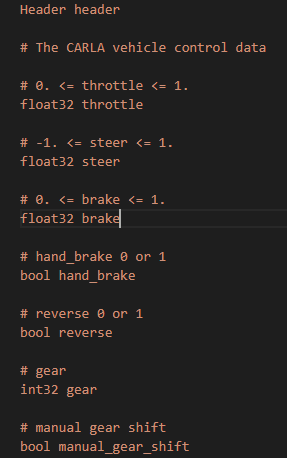 Header header
# The CARLA vehicle control data
# 0. <= throttle <= 1.
float32 throttle
# -1. <= steer <= 1.
float32 steer
# 0. <= brake <= 1.
float32 brake
# hand_brake 0 or 1
bool hand_brake
# reverse 0 or 1
bool reverse
# gear
int32 gear
# manual gear shift
bool manual_gear_shift